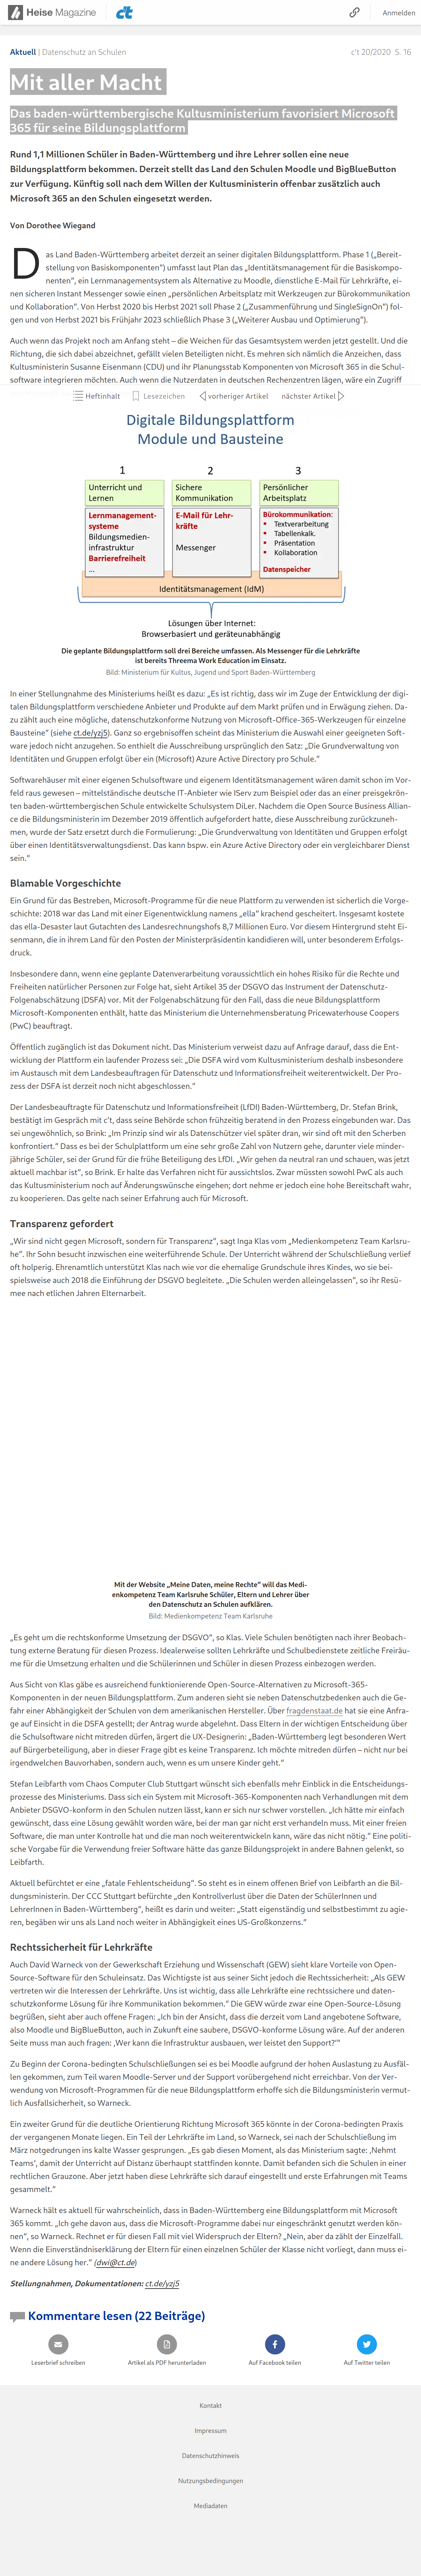 Heise Magazine
c't
Anmelden
Aktuell | Datenschutz an Schulen
c't 20/2020 S. 16
Mit aller Macht
Das baden-württembergische Kultusministerium favorisiert Microsoft
365 für seine Bildungsplattform
Rund 1,1 Millionen Schüler in Baden-Württemberg und ihre Lehrer sollen eine neue
Bildungsplattform bekommen. Derzeit stellt das Land den Schulen Moodle und BigBlueButton
zur Verfügung. Künftig soll nach dem Willen der Kultusministerin offenbar zusätzlich auch
Microsoft 365 an den Schulen eingesetzt werden.
Von Dorothee Wiegand
Das Land Baden-Württemberg arbeitet derzeit an seiner digitalen Bildungsplattform. Phase 1 („Bereit-
stellung von Basiskomponenten“) umfasst laut Plan das „Identitätsmanagement für die Basiskompo-
nenten“, ein Lernmanagementsystem als Alternative zu Moodle, dienstliche E-Mail für Lehrkräfte, ei-
nen sicheren Instant Messenger sowie einen „persönlichen Arbeitsplatz mit Werkzeugen zur Bürokommunikation
und Kollaboration“. Von Herbst 2020 bis Herbst 2021 soll Phase 2 („Zusammenführung und SingleSignOn“) fol-
gen und von Herbst 2021 bis Frühjahr 2023 schließlich Phase 3 („Weiterer Ausbau und Optimierung“).
Auch wenn das Projekt noch am Anfang steht – die Weichen für das Gesamtsystem werden jetzt gestellt. Und die
Richtung, die sich dabei abzeichnet, gefällt vielen Beteiligten nicht. Es mehren sich nämlich die Anzeichen, dass
Kultusministerin Susanne Eisenmann (CDU) und ihr Planungsstab Komponenten von Microsoft 365 in die Schul-
software integrieren möchten. Auch wenn die Nutzerdaten in deutschen Rechenzentren lägen, wäre ein Zugriff
Heftinhalt
Lesezeichen
vorheriger Artikel
nächster Artikel
Digitale Bildungsplattform
Module und Bausteine
1
2
3
Unterricht und
Lernen
Sichere
Kommunikation
Persönlicher
Arbeitsplatz
Lernmanagement-
systeme
Bildungsmedien-
infrastruktur
Barrierefreiheit
...
E-Mail für Lehr-
kräfte
Messenger
Bürokommunikation:
Textverarbeitung
Tabellenkalk.
Präsentation
Kollaboration
Datenspeicher
Identitätsmanagement (IdM)
Lösungen über Internet:
Browserbasiert und geräteunabhängig
Die geplante Bildungsplattform soll drei Bereiche umfassen. Als Messenger für die Lehrkräfte
ist bereits Threema Work Education im Einsatz.
Bild: Ministerium für Kultus, Jugend und Sport Baden-Württemberg
In einer Stellungnahme des Ministeriums heißt es dazu: „Es ist richtig, dass wir im Zuge der Entwicklung der digi-
talen Bildungsplattform verschiedene Anbieter und Produkte auf dem Markt prüfen und in Erwägung ziehen. Da-
zu zählt auch eine mögliche, datenschutzkonforme Nutzung von Microsoft-Office-365-Werkzeugen für einzelne
Bausteine“ (siehe ct.de/yzj5). Ganz so ergebnisoffen scheint das Ministerium die Auswahl einer geeigneten Soft-
ware jedoch nicht anzugehen. So enthielt die Ausschreibung ursprünglich den Satz: „Die Grundverwaltung von
Identitäten und Gruppen erfolgt über ein (Microsoft) Azure Active Directory pro Schule.“
Softwarehäuser mit einer eigenen Schulsoftware und eigenem Identitätsmanagement wären damit schon im Vor-
feld raus gewesen – mittelständische deutsche IT-Anbieter wie IServ zum Beispiel oder das an einer preisgekrön-
ten baden-württembergischen Schule entwickelte Schulsystem DiLer. Nachdem die Open Source Business Allian-
ce die Bildungsministerin im Dezember 2019 öffentlich aufgefordert hatte, diese Ausschreibung zurückzuneh-
men, wurde der Satz ersetzt durch die Formulierung: „Die Grundverwaltung von Identitäten und Gruppen erfolgt
über einen Identitätsverwaltungsdienst. Das kann bspw. ein Azure Active Directory oder ein vergleichbarer Dienst
sein.“
Blamable Vorgeschichte
Ein Grund für das Bestreben, Microsoft-Programme für die neue Plattform zu verwenden ist sicherlich die Vorge-
schichte: 2018 war das Land mit einer Eigenentwicklung namens „ella“ krachend gescheitert. Insgesamt kostete
das ella-Desaster laut Gutachten des Landesrechnungshofs 8,7 Millionen Euro. Vor diesem Hintergrund steht Ei-
senmann, die in ihrem Land für den Posten der Ministerpräsidentin kandidieren will, unter besonderem Erfolgs-
druck.
Insbesondere dann, wenn eine geplante Datenverarbeitung voraussichtlich ein hohes Risiko für die Rechte und
Freiheiten natürlicher Personen zur Folge hat, sieht Artikel 35 der DSGVO das Instrument der Datenschutz-
Folgenabschätzung (DSFA) vor. Mit der Folgenabschätzung für den Fall, dass die neue Bildungsplattform
Microsoft-Komponenten enthält, hatte das Ministerium die Unternehmensberatung Pricewaterhouse Coopers
(PwC) beauftragt.
Öffentlich zugänglich ist das Dokument nicht. Das Ministerium verweist dazu auf Anfrage darauf, dass die Ent-
wicklung der Plattform ein laufender Prozess sei: „Die DSFA wird vom Kultusministerium deshalb insbesondere
im Austausch mit dem Landesbeauftragen für Datenschutz und Informationsfreiheit weiterentwickelt. Der Pro-
zess der DSFA ist derzeit noch nicht abgeschlossen.“
Der Landesbeauftragte für Datenschutz und Informationsfreiheit (LfDI) Baden-Württemberg, Dr. Stefan Brink,
bestätigt im Gespräch mit c't, dass seine Behörde schon frühzeitig beratend in den Prozess eingebunden war. Das
sei ungewöhnlich, so Brink: „Im Prinzip sind wir als Datenschützer viel später dran, wir sind oft mit den Scherben
konfrontiert.“ Dass es bei der Schulplattform um eine sehr große Zahl von Nutzern gehe, darunter viele minder-
jährige Schüler, sei der Grund für die frühe Beteiligung des LfDI. „Wir gehen da neutral ran und schauen, was jetzt
aktuell machbar ist“, so Brink. Er halte das Verfahren nicht für aussichtslos. Zwar müssten sowohl PwC als auch
das Kultusministerium noch auf Änderungswünsche eingehen; dort nehme er jedoch eine hohe Bereitschaft wahr,
zu kooperieren. Das gelte nach seiner Erfahrung auch für Microsoft.
Transparenz gefordert
„Wir sind nicht gegen Microsoft, sondern für Transparenz“, sagt Inga Klas vom „Medienkompetenz Team Karlsru-
he“. Ihr Sohn besucht inzwischen eine weiterführende Schule. Der Unterricht während der Schulschließung verlief
oft holperig. Ehrenamtlich unterstützt Klas nach wie vor die ehemalige Grundschule ihres Kindes, wo sie bei-
spielsweise auch 2018 die Einführung der DSGVO begleitete. „Die Schulen werden alleingelassen“, so ihr Resü-
mee nach etlichen Jahren Elternarbeit.
Mit der Website „Meine Daten, meine Rechte“ will das Medi-
enkompetenz Team Karlsruhe Schüler, Eltern und Lehrer über
den Datenschutz an Schulen aufklären.
Bild: Medienkompetenz Team Karlsruhe
„Es geht um die rechtskonforme Umsetzung der DSGVO“, so Klas. Viele Schulen benötigten nach ihrer Beobach-
tung externe Beratung für diesen Prozess. Idealerweise sollten Lehrkräfte und Schulbedienstete zeitliche Freiräu-
me für die Umsetzung erhalten und die Schülerinnen und Schüler in diesen Prozess einbezogen werden.
Aus Sicht von Klas gäbe es ausreichend funktionierende Open-Source-Alternativen zu Microsoft-365-
Komponenten in der neuen Bildungsplattform. Zum anderen sieht sie neben Datenschutzbedenken auch die Ge-
fahr einer Abhängigkeit der Schulen von dem amerikanischen Hersteller. Über fragdenstaat.de hat sie eine Anfra-
ge auf Einsicht in die DSFA gestellt; der Antrag wurde abgelehnt. Dass Eltern in der wichtigen Entscheidung über
die Schulsoftware nicht mitreden dürfen, ärgert die UX-Designerin: „Baden-Württemberg legt besonderen Wert
auf Bürgerbeteiligung, aber in dieser Frage gibt es keine Transparenz. Ich möchte mitreden dürfen – nicht nur bei
irgendwelchen Bauvorhaben, sondern auch, wenn es um unsere Kinder geht.“
Stefan Leibfarth vom Chaos Computer Club Stuttgart wünscht sich ebenfalls mehr Einblick in die Entscheidungs-
prozesse des Ministeriums. Dass sich ein System mit Microsoft-365-Komponenten nach Verhandlungen mit dem
Anbieter DSGVO-konform in den Schulen nutzen lässt, kann er sich nur schwer vorstellen. „Ich hätte mir einfach
gewünscht, dass eine Lösung gewählt worden wäre, bei der man gar nicht erst verhandeln muss. Mit einer freien
Software, die man unter Kontrolle hat und die man noch weiterentwickeln kann, wäre das nicht nötig.“ Eine politi-
sche Vorgabe für die Verwendung freier Software hätte das ganze Bildungsprojekt in andere Bahnen gelenkt, so
Leibfarth.
Aktuell befürchtet er eine „fatale Fehlentscheidung“. So steht es in einem offenen Brief von Leibfarth an die Bil-
dungsministerin. Der CCC Stuttgart befürchte „den Kontrollverlust über die Daten der SchülerInnen und
LehrerInnen in Baden-Württemberg“, heißt es darin und weiter: „Statt eigenständig und selbstbestimmt zu agie-
ren, begäben wir uns als Land noch weiter in Abhängigkeit eines US-Großkonzerns.“
Rechtssicherheit für Lehrkräfte
Auch David Warneck von der Gewerkschaft Erziehung und Wissenschaft (GEW) sieht klare Vorteile von Open-
Source-Software für den Schuleinsatz. Das Wichtigste ist aus seiner Sicht jedoch die Rechtssicherheit: „Als GEW
vertreten wir die Interessen der Lehrkräfte. Uns ist wichtig, dass alle Lehrkräfte eine rechtssichere und daten-
schutzkonforme Lösung für ihre Kommunikation bekommen.“ Die GEW würde zwar eine Open-Source-Lösung
begrüßen, sieht aber auch offene Fragen: „Ich bin der Ansicht, dass die derzeit vom Land angebotene Software,
also Moodle und BigBlueButton, auch in Zukunft eine saubere, DSGVO-konforme Lösung wäre. Auf der anderen
Seite muss man auch fragen: ‚Wer kann die Infrastruktur ausbauen, wer leistet den Support?‘“
Zu Beginn der Corona-bedingten Schulschließungen sei es bei Moodle aufgrund der hohen Auslastung zu Ausfäl-
len gekommen, zum Teil waren Moodle-Server und der Support vorübergehend nicht erreichbar. Von der Ver-
wendung von Microsoft-Programmen für die neue Bildungsplattform erhoffe sich die Bildungsministerin vermut-
lich Ausfallsicherheit, so Warneck.
Ein zweiter Grund für die deutliche Orientierung Richtung Microsoft 365 könnte in der Corona-bedingten Praxis
der vergangenen Monate liegen. Ein Teil der Lehrkräfte im Land, so Warneck, sei nach der Schulschließung im
März notgedrungen ins kalte Wasser gesprungen. „Es gab diesen Moment, als das Ministerium sagte: ‚Nehmt
Teams‘, damit der Unterricht auf Distanz überhaupt stattfinden konnte. Damit befanden sich die Schulen in einer
rechtlichen Grauzone. Aber jetzt haben diese Lehrkräfte sich darauf eingestellt und erste Erfahrungen mit Teams
gesammelt.“
Warneck hält es aktuell für wahrscheinlich, dass in Baden-Württemberg eine Bildungsplattform mit Microsoft
365 kommt. „Ich gehe davon aus, dass die Microsoft-Programme dabei nur eingeschränkt genutzt werden kön-
nen“, so Warneck. Rechnet er für diesen Fall mit viel Widerspruch der Eltern? „Nein, aber da zählt der Einzelfall.
Wenn die Einverständniserklärung der Eltern für einen einzelnen Schüler der Klasse nicht vorliegt, dann muss ei-
ne andere Lösung her.“ (dwi@ct.de)
Stellungnahmen, Dokumentationen: ct.de/yzj5
Kommentare lesen (22 Beiträge)
Leserbrief schreiben
Artikel als PDF herunterladen
Auf Facebook teilen
Auf Twitter teilen
Kontakt
Impressum
Datenschutzhinweis
Nutzungsbedingungen
Mediadaten